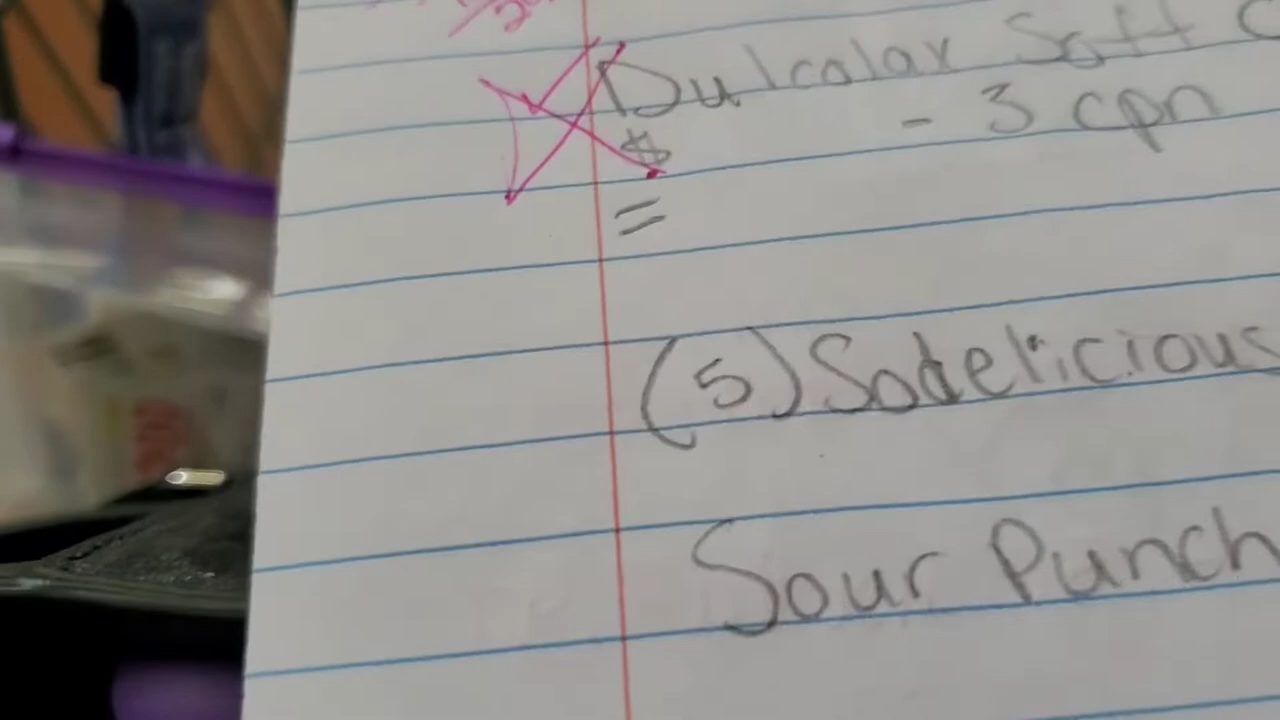 Dulcolax Soft C
- 3 cpn
$
=
(5) Sodelicious
Sour Punch